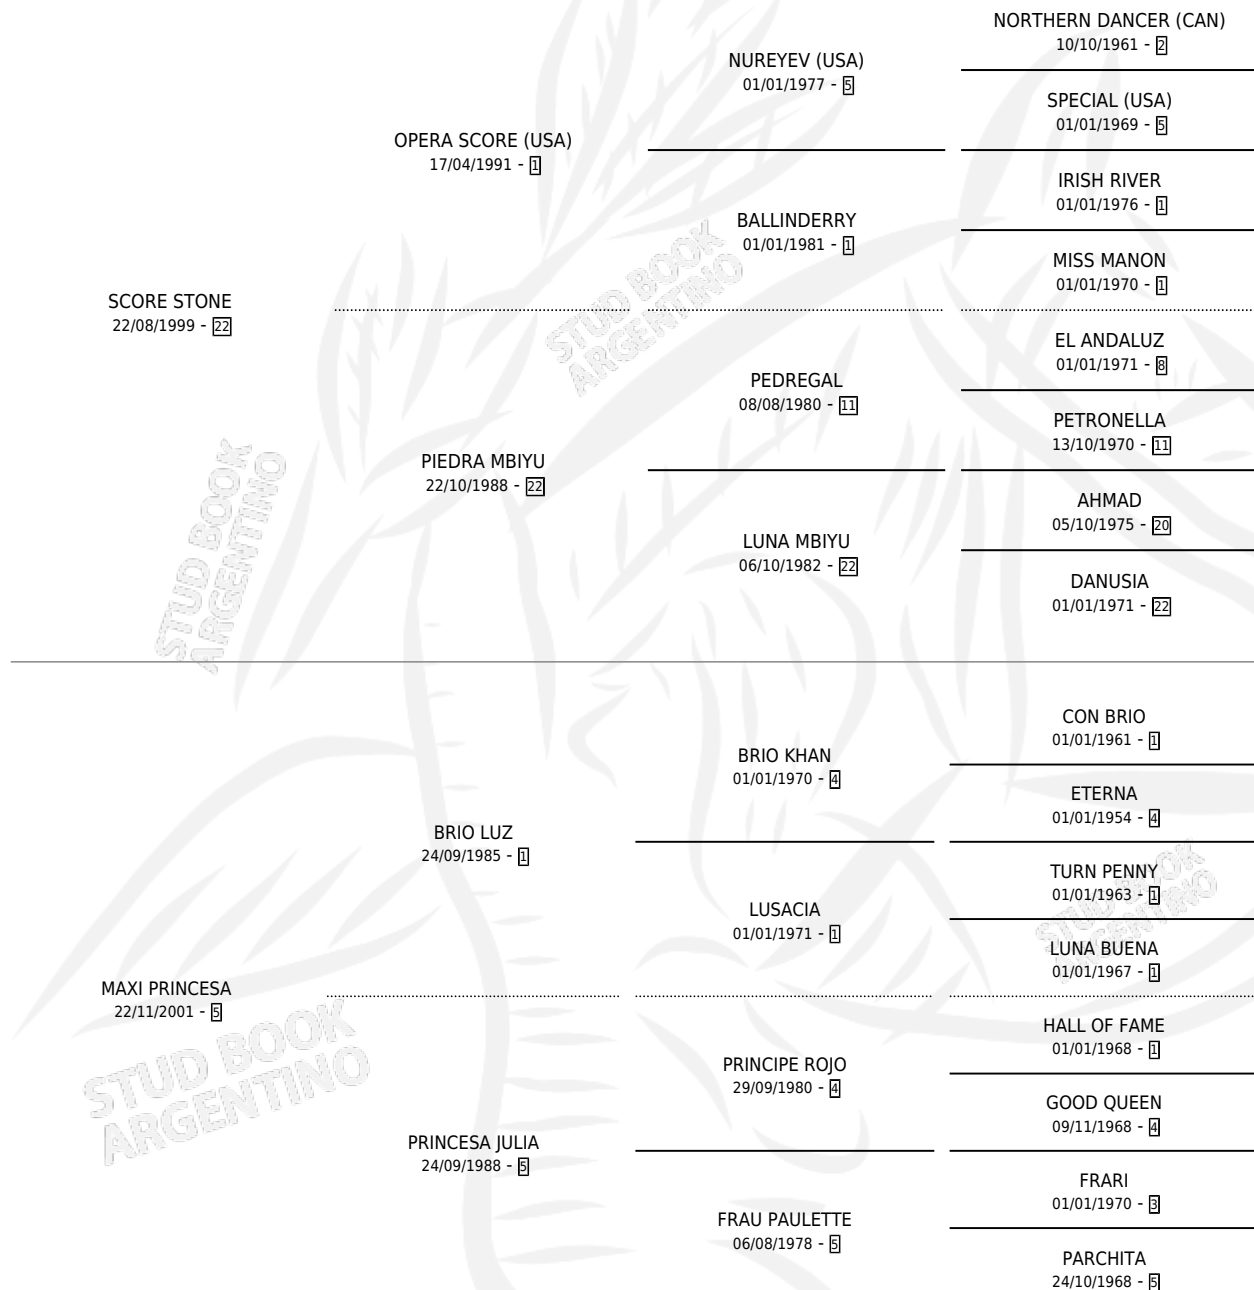 NORTHERN DANCER (CAN)
10/10/1961 - 2
NUREYEV (USA)
01/01/1977 - 5
SPECIAL (USA)
01/01/1969 - 5
OPERA SCORE (USA)
17/04/1991 - 1
IRISH RIVER
01/01/1976 - 1
BALLINDERRY
01/01/1981 - 1
MISS MANON
01/01/1970 - 1
SCORE STONE
22/08/1999 - 22
STUD BOOK
ARGENTINO
EL ANDALUZ
01/01/1971 - 8
PEDREGAL
08/08/1980 - 11
PETRONELLA
13/10/1970 - 11
PIEDRA MBIYU
22/10/1988 - 22
AHMAD
05/10/1975 - 20
LUNA MBIYU
06/10/1982 - 22
DANUSIA
01/01/1971 - 22
STUD BOOK
ARGENTINO
CON BRIO
01/01/1961 - 1
BRIO KHAN
01/01/1970 - 4
ETERNA
01/01/1954 - 4
BRIO LUZ
24/09/1985 - 1
TURN PENNY
01/01/1963 - 1
LUSACIA
01/01/1971 - 1
STUD BOOK
ARGENTINO
LUNA BUENA
01/01/1967 - 1
MAXI PRINCESA
22/11/2001 - 5
STUD BOOK
ARGENTINO
HALL OF FAME
01/01/1968 - 1
PRINCIPE ROJO
29/09/1980 - 4
GOOD QUEEN
09/11/1968 - 4
PRINCESA JULIA
24/09/1988 - 5
FRARI
01/01/1970 - 3
FRAU PAULETTE
06/08/1978 - 5
PARCHITA
24/10/1968 - 5